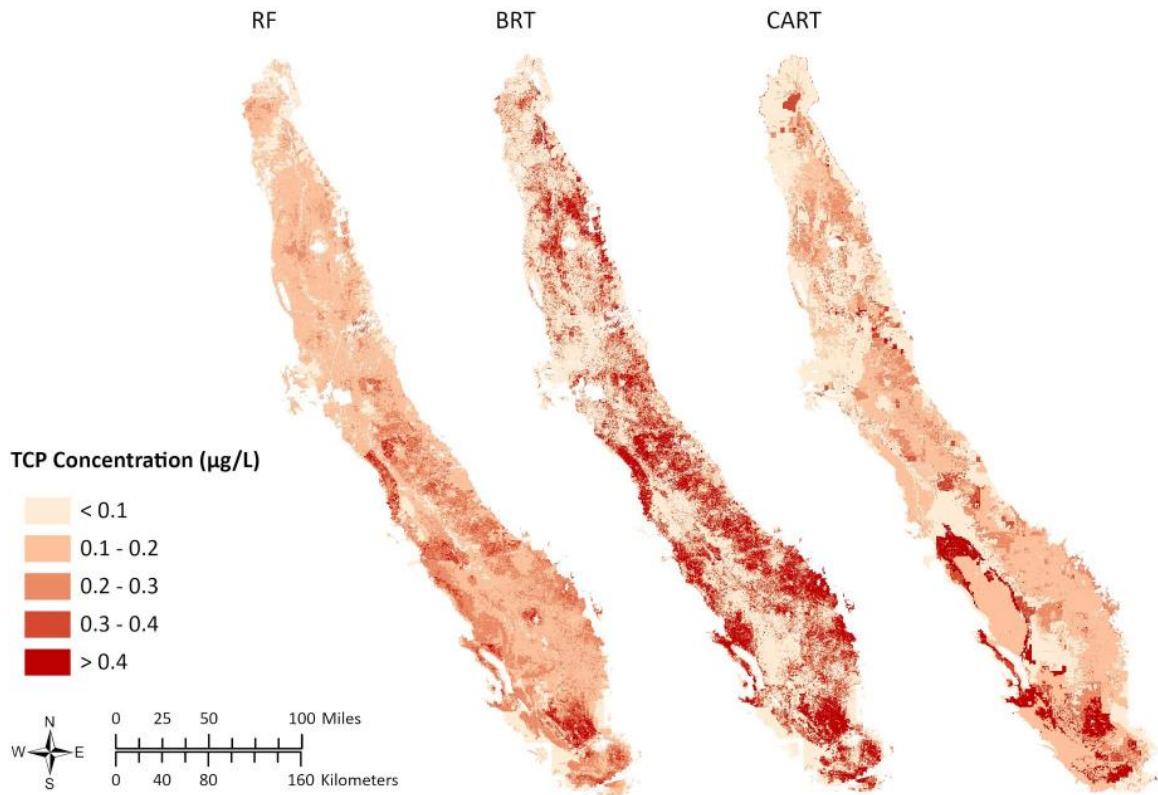 RF BRT CART
TCP Concentration (µg/L)
< 0.1
0.1 - 0.2
0.2 - 0.3
0.3 - 0.4
> 0.4
N
W E
S
0 25 50 100 Miles
0 40 80 160 Kilometers